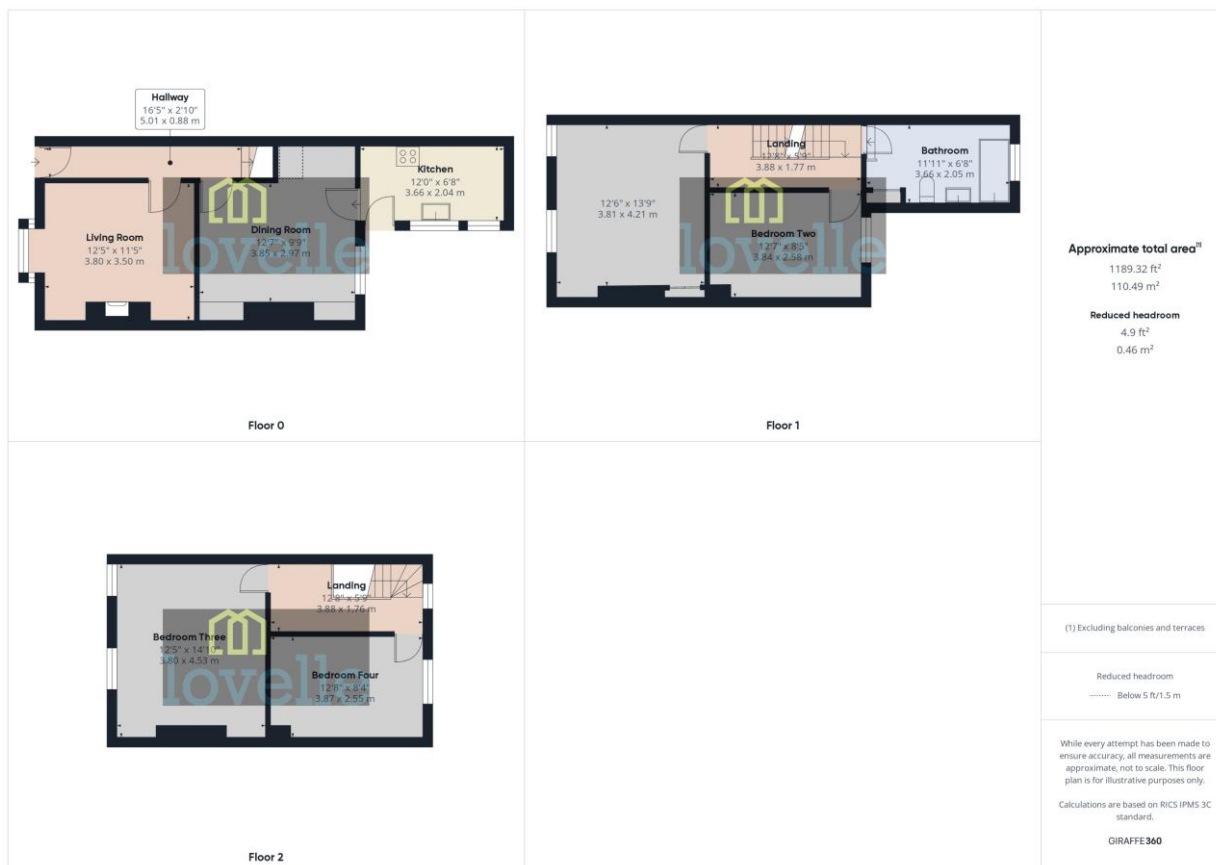 Hallway
16'5" x 2'10"
5.01 x 0.88 m
Kitchen
12'0" x 6'8"
3.66 x 2.04 m
Living Room
12'5" x 11'5"
3.80 x 3.50 m
Dining Room
12'7" x 9'9"
3.85 x 2.97 m
lovelle
Floor 0
Landing
12'8" x 5'9"
3.88 x 1.77 m
Bathroom
11'11" x 6'8"
3.66 x 2.05 m
12'6" x 13'9"
3.81 x 4.21 m
Bedroom Two
12'7" x 8'5"
3.84 x 2.58 m
lovelle
Floor 1
Landing
12'8" x 5'9"
3.88 x 1.76 m
Bedroom Three
12'5" x 14'10"
3.80 x 4.53 m
Bedroom Four
12'8" x 8'4"
3.87 x 2.55 m
lovelle
Floor 2
Approximate total area⁽¹⁾
1189.32 ft²
110.49 m²
Reduced headroom
4.9 ft²
0.46 m²
(1) Excluding balconies and terraces
Reduced headroom
Below 5 ft/1.5 m
While every attempt has been made to
ensure accuracy, all measurements are
approximate, not to scale. This floor
plan is for illustrative purposes only.
Calculations are based on RICS IPMS 3C
standard.
GIRAFFE360